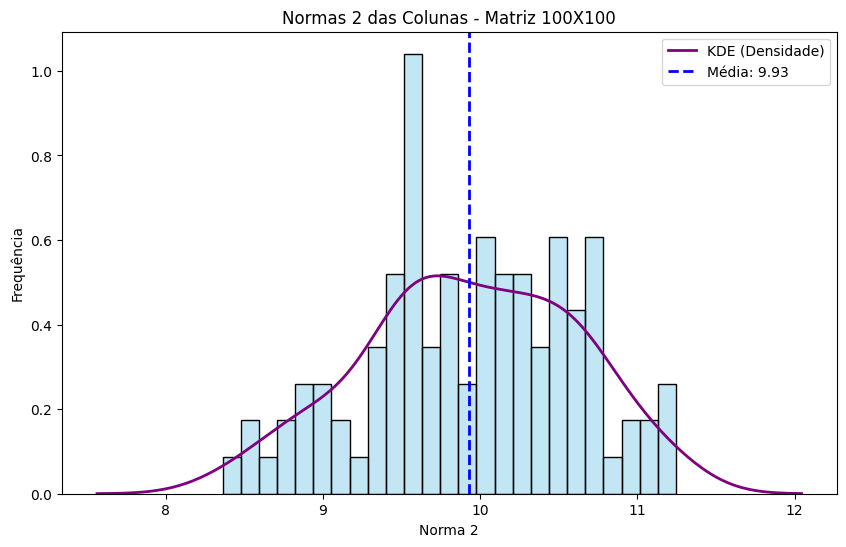 Normas 2 das Colunas - Matriz 100X100
KDE (Densidade)
Média: 9.93
Frequência
1.0
0.8
0.6
0.4
0.2
0.0
8
9
10
11
12
Norma 2